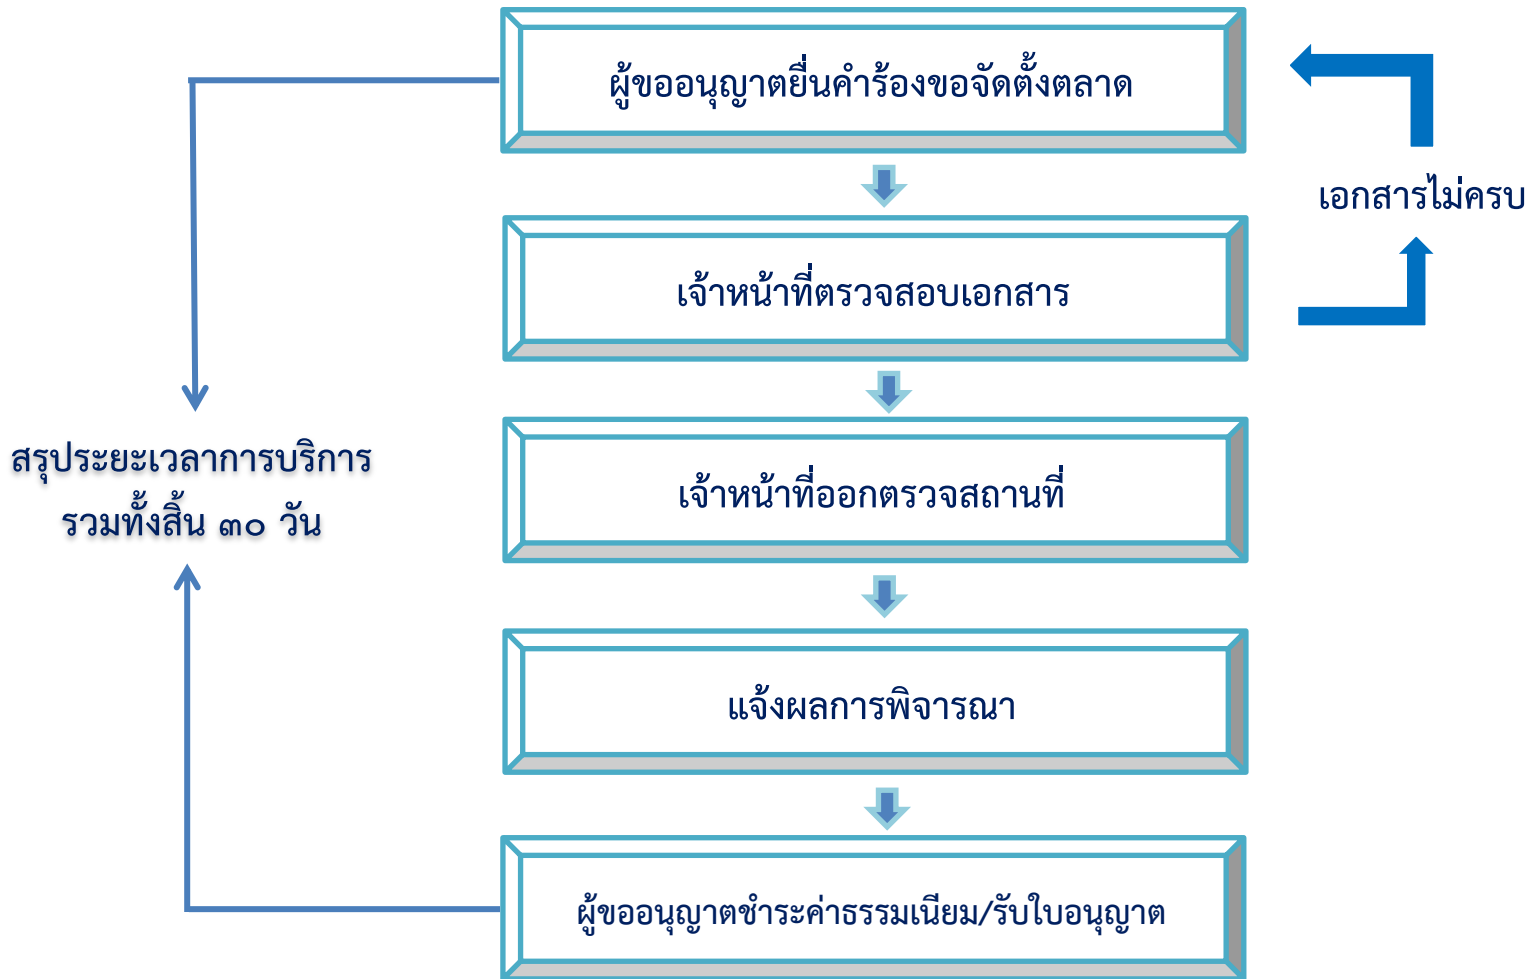 ผู้ขออนุญาตยื่นคำร้องขอจัดตั้งตลาด
เอกสารไม่ครบ
เจ้าหน้าที่ตรวจสอบเอกสาร
สรุประยะเวลาการบริการ
รวมทั้งสิ้น ๓๐ วัน
เจ้าหน้าที่ออกตรวจสถานที่
แจ้งผลการพิจารณา
ผู้ขออนุญาตชำระค่าธรรมเนียม/รับใบอนุญาต